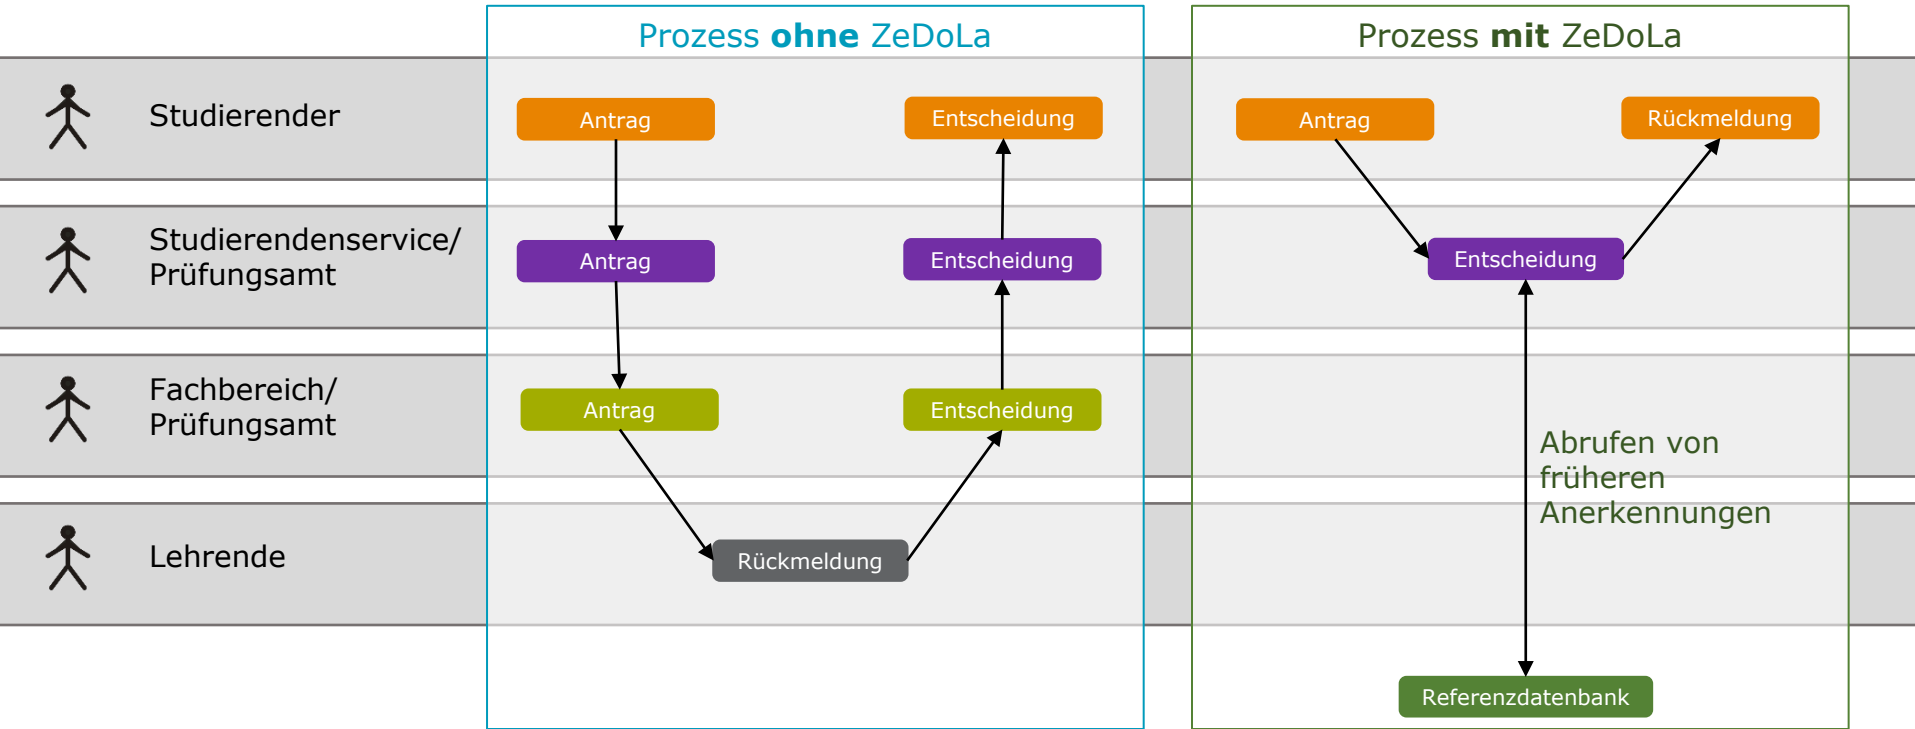 Prozess ohne ZeDoLa
Prozess mit ZeDoLa
Studierender
Antrag
Entscheidung
Antrag
Rückmeldung
Studierendenservice/
Prüfungsamt
Antrag
Entscheidung
Entscheidung
Fachbereich/
Prüfungsamt
Antrag
Entscheidung
Abrufen von
früheren
Anerkennungen
Lehrende
Rückmeldung
Referenzdatenbank